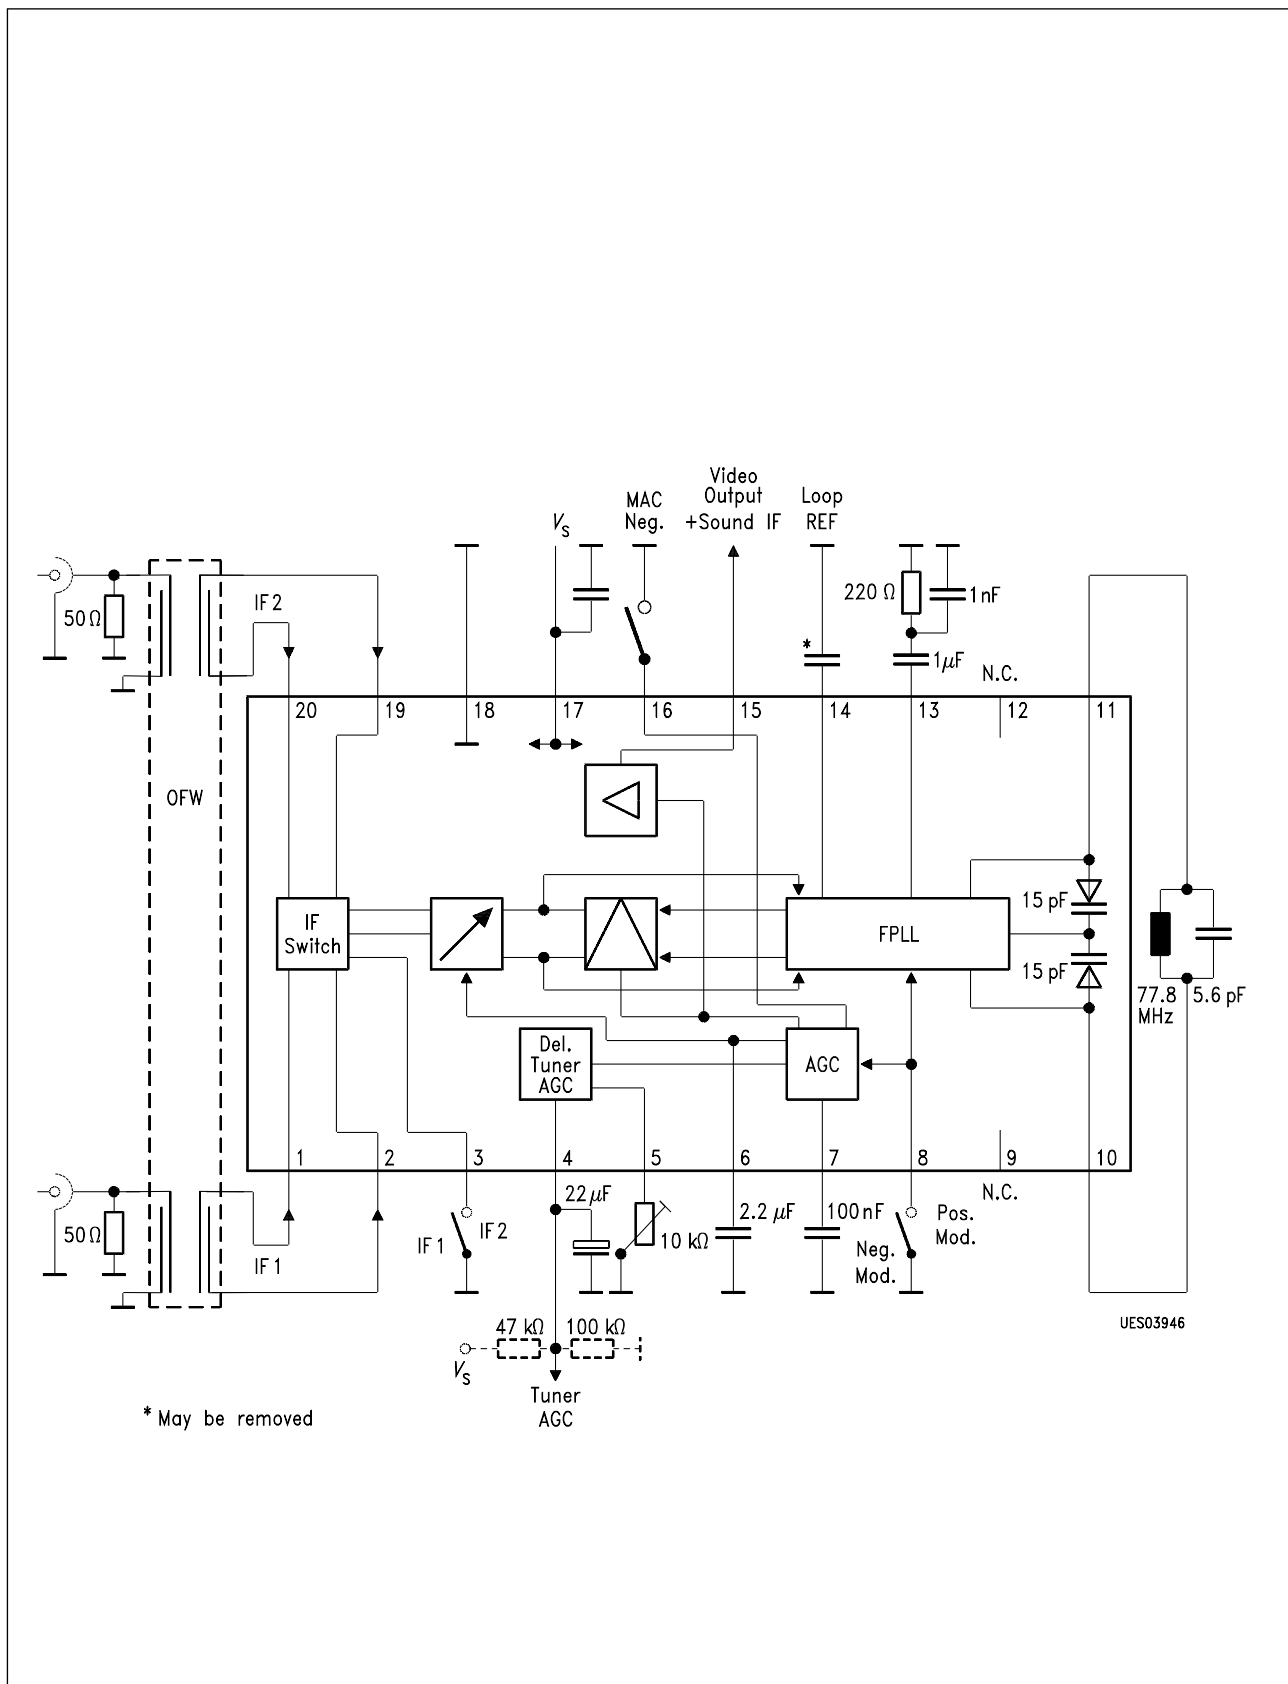 Video
Output
+Sound IF
MAC
Neg.
Loop
REF
VS
50 Ω
IF 2
220 Ω
1 nF
*
1 μF
N.C.
20 19 18 17 16 15 14 13 12 11
OFW
IF
Switch
FPLL
15 pF
15 pF
77.8
MHz
5.6 pF
Del.
Tuner
AGC
AGC
1 2 3 4 5 6 7 8 9 10
N.C.
50 Ω
IF 1
IF 1
IF 2
22 μF
10 kΩ
2.2 μF
100 nF
Neg.
Mod.
Pos.
Mod.
UES03946
47 kΩ
100 kΩ
VS
Tuner
AGC
* May be removed